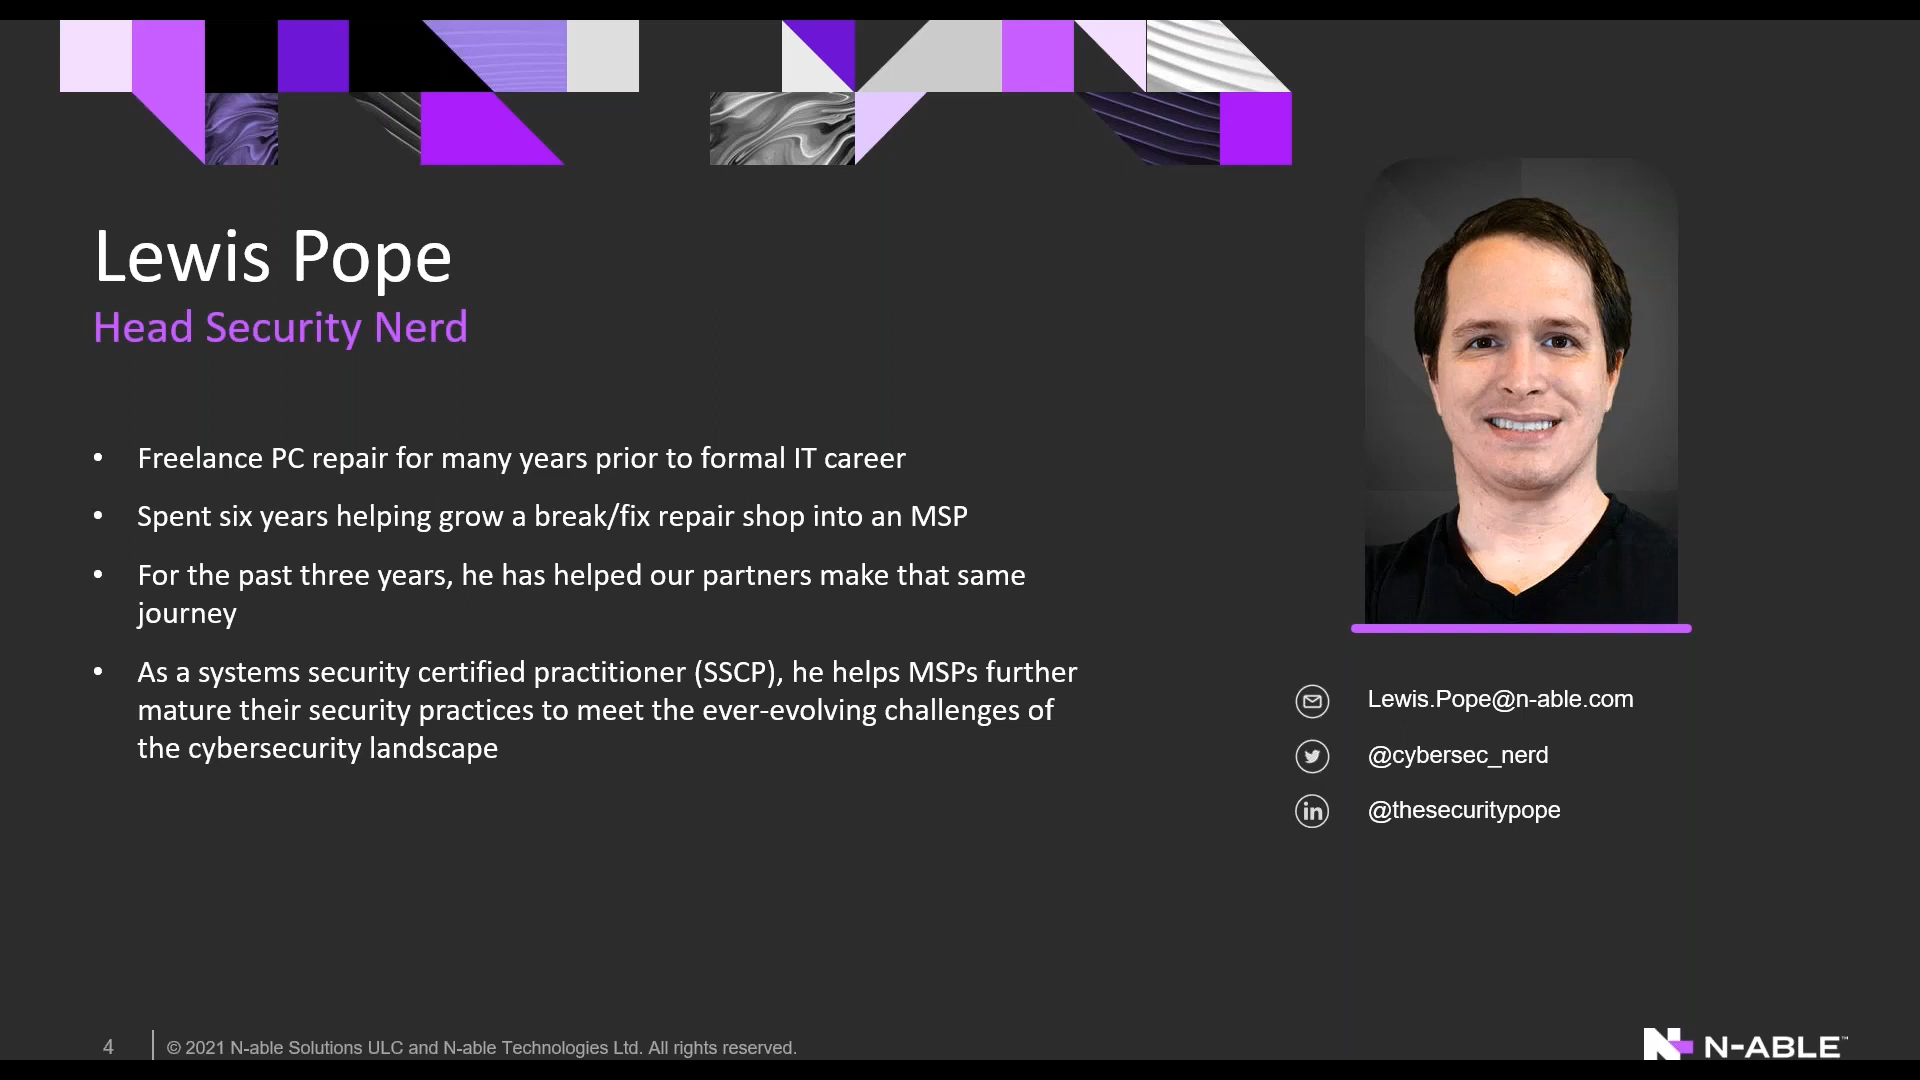 Lewis Pope
Head Security Nerd
• Freelance PC repair for many years prior to formal IT career
• Spent six years helping grow a break/fix repair shop into an MSP
• For the past three years, he has helped our partners make that same
journey
• As a systems security certified practitioner (SSCP), he helps MSPs further
mature their security practices to meet the ever-evolving challenges of
the cybersecurity landscape
Lewis.Pope@n-able.com
@cybersec_nerd
in @thesecuritypope
4 © 2021 N-able Solutions ULC and N-able Technologies Ltd. All rights reserved.
N-ABLE™